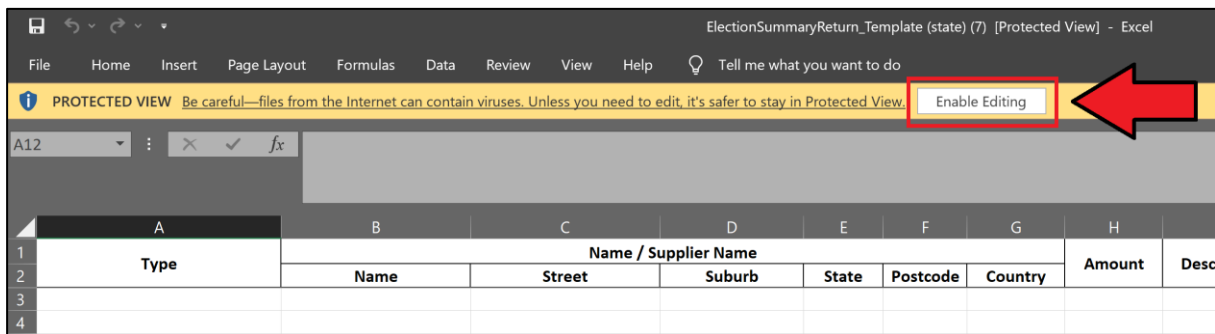 ElectionSummaryReturn_Template (state) (7)  [Protected View]  -  Excel
File Home Insert Page Layout Formulas Data Review View Help Tell me what you want to do
PROTECTED VIEW Be careful—files from the Internet can contain viruses. Unless you need to edit, it's safer to stay in Protected View. Enable Editing
A12 fx
A B C D E F G H
1 Type Name / Supplier Name Amount
2 Name Street Suburb State Postcode Country
3
4